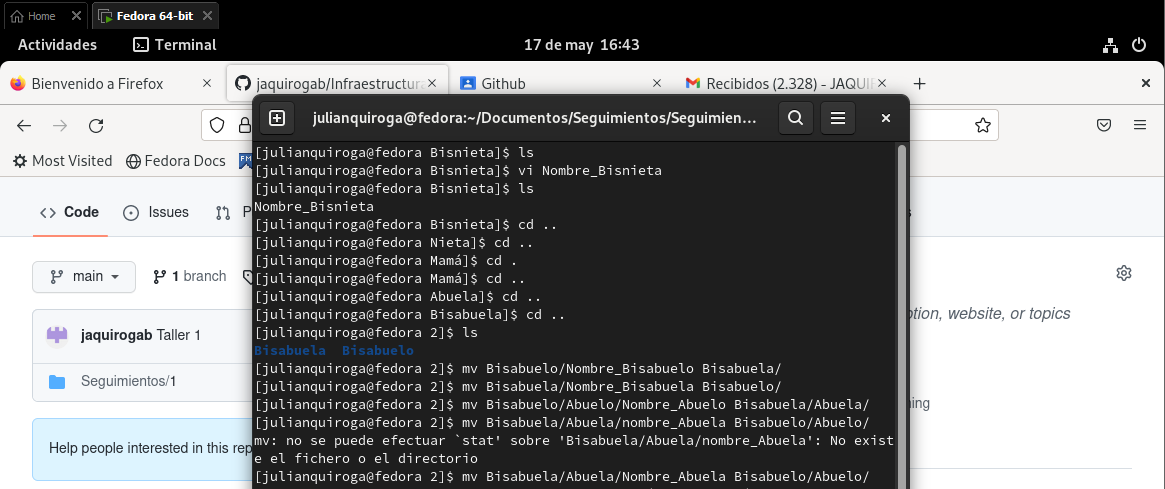 Home
Fedora 64-bit
Actividades
Terminal
17 de may 16:43
Bienvenido a Firefox
jaquirogab/Infraestructura
Github
Recibidos (2.328) - JAQUIR
julianquiroga@fedora:~/Documentos/Seguimientos/Seguimien...
Most Visited
Fedora Docs
FM
Code
Issues
P
main
1 branch
jaquirogab Taller 1
Seguimientos/1
Help people interested in this rep
ption, website, or topics
[julianquiroga@fedora Bisnieta]$ ls
[julianquiroga@fedora Bisnieta]$ vi Nombre_Bisnieta
[julianquiroga@fedora Bisnieta]$ ls
Nombre_Bisnieta
[julianquiroga@fedora Bisnieta]$ cd ..
[julianquiroga@fedora Nieta]$ cd ..
[julianquiroga@fedora Mamá]$ cd .
[julianquiroga@fedora Mamá]$ cd ..
[julianquiroga@fedora Abuela]$ cd ..
[julianquiroga@fedora Bisabuela]$ cd ..
[julianquiroga@fedora 2]$ ls
Bisabuela Bisabuelo
[julianquiroga@fedora 2]$ mv Bisabuelo/Nombre_Bisabuelo Bisabuela/
[julianquiroga@fedora 2]$ mv Bisabuela/Nombre_Bisabuela Bisabuelo/
[julianquiroga@fedora 2]$ mv Bisabuelo/Abuelo/Nombre_Abuelo Bisabuela/Abuela/
[julianquiroga@fedora 2]$ mv Bisabuela/Abuela/nombre_Abuela Bisabuelo/Abuelo/
mv: no se puede efectuar `stat' sobre 'Bisabuela/Abuela/nombre_Abuela': No exist
e el fichero o el directorio
[julianquiroga@fedora 2]$ mv Bisabuela/Abuela/Nombre_Abuela Bisabuelo/Abuelo/